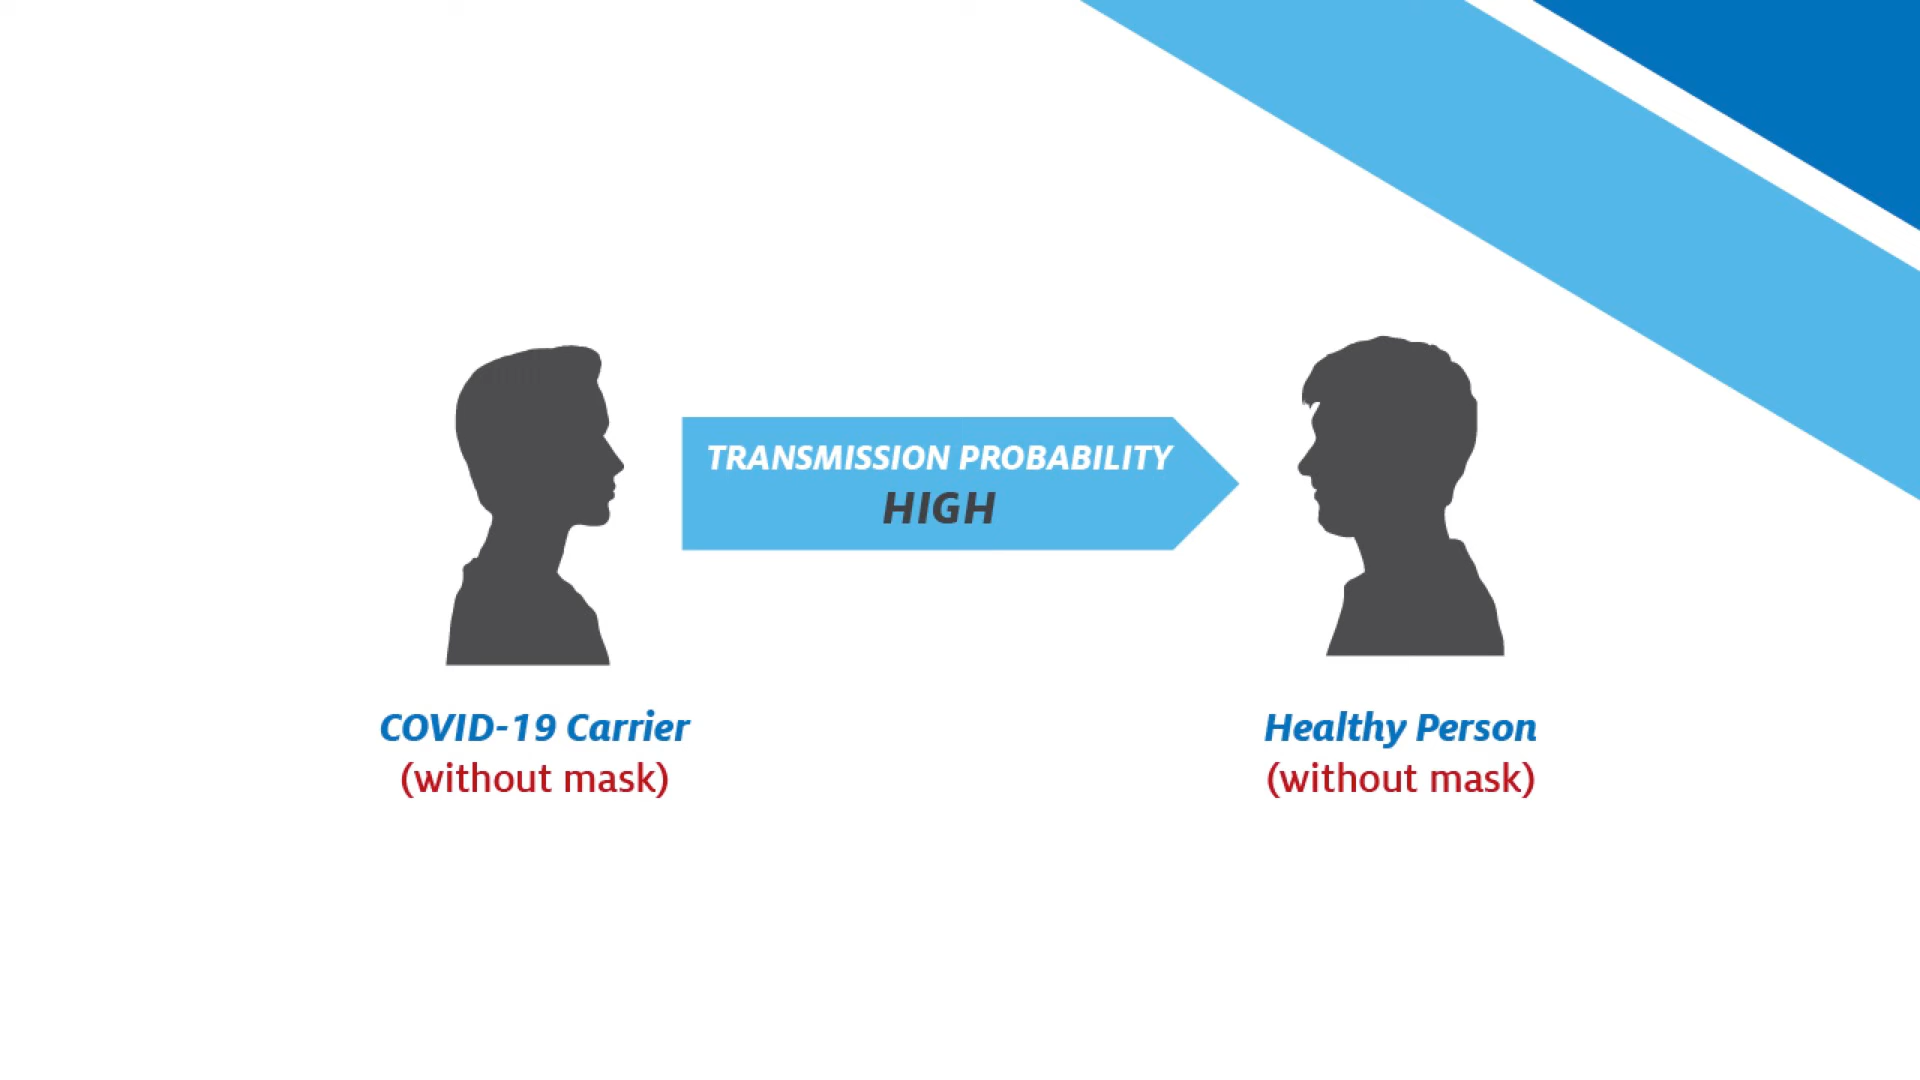 TRANSMISSION PROBABILITY
HIGH
COVID-19 Carrier
(without mask)
Healthy Person
(without mask)